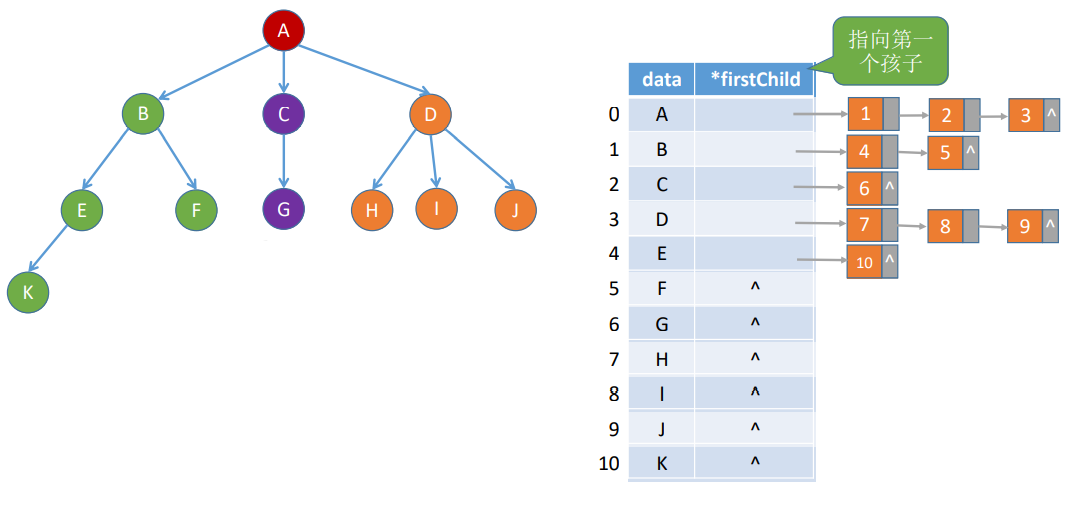 A
B
C
D
E
F
G
H
I
J
K
指向第一
个孩子
data *firstChild
0 A 1 2 3 ^
1 B 4 5 ^
2 C 6 ^
3 D 7 8 9 ^
4 E 10 ^
5 F ^
6 G ^
7 H ^
8 I ^
9 J ^
10 K ^